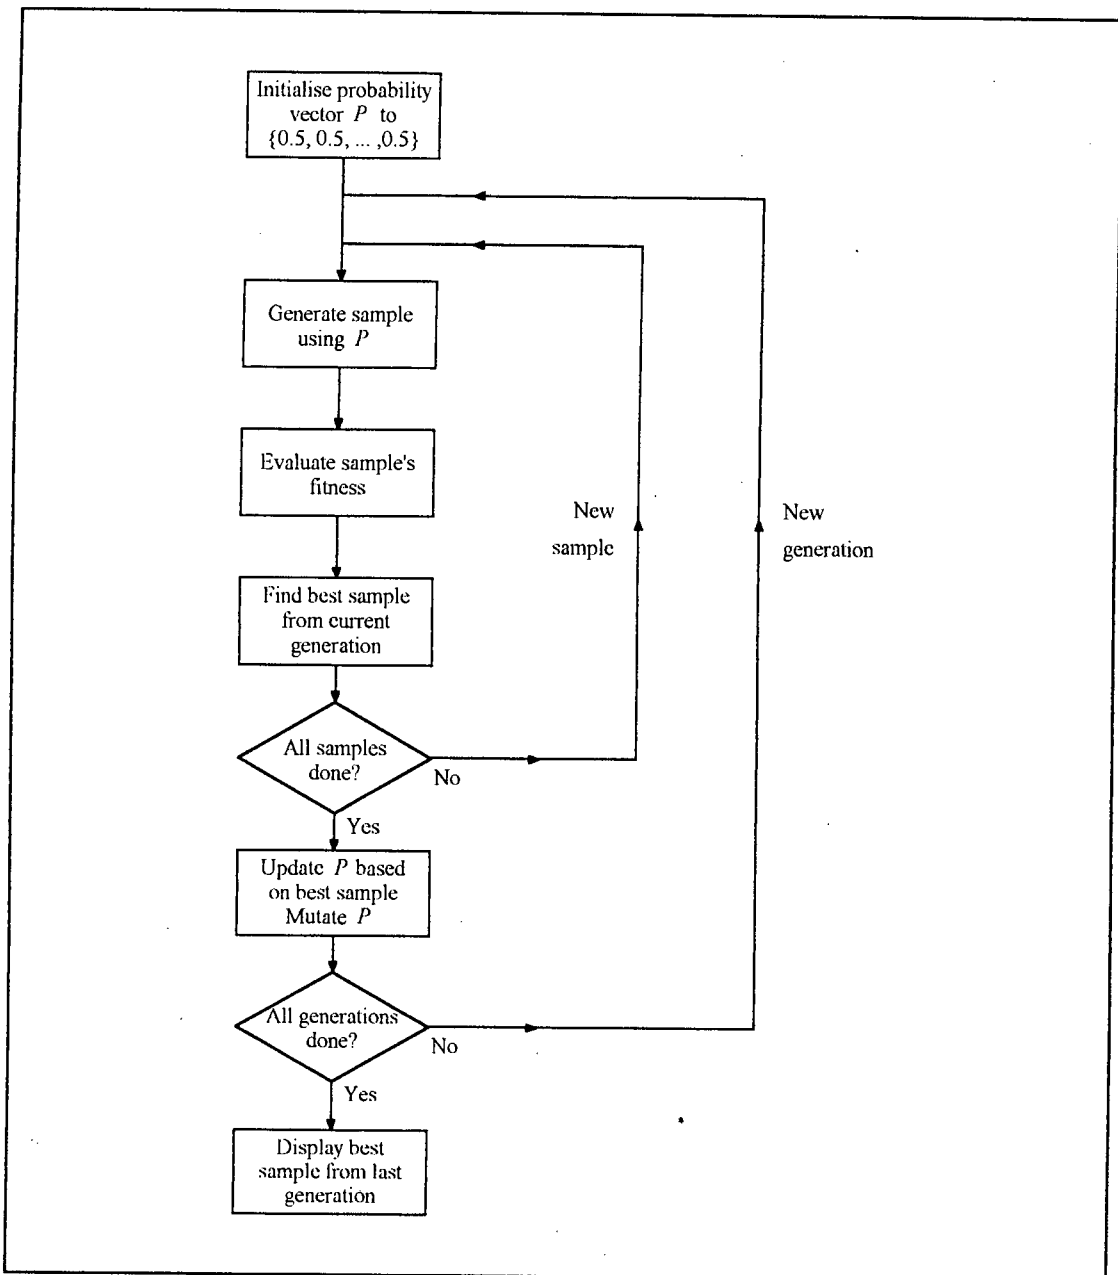 Initialise probability
vector P to
{0.5, 0.5, ... ,0.5}
Generate sample
using P
Evaluate sample's
fitness
New
sample
New
generation
Find best sample
from current
generation
All samples
done?
No
Yes
Update P based
on best sample
Mutate P
All generations
done?
No
Yes
Display best
sample from last
generation